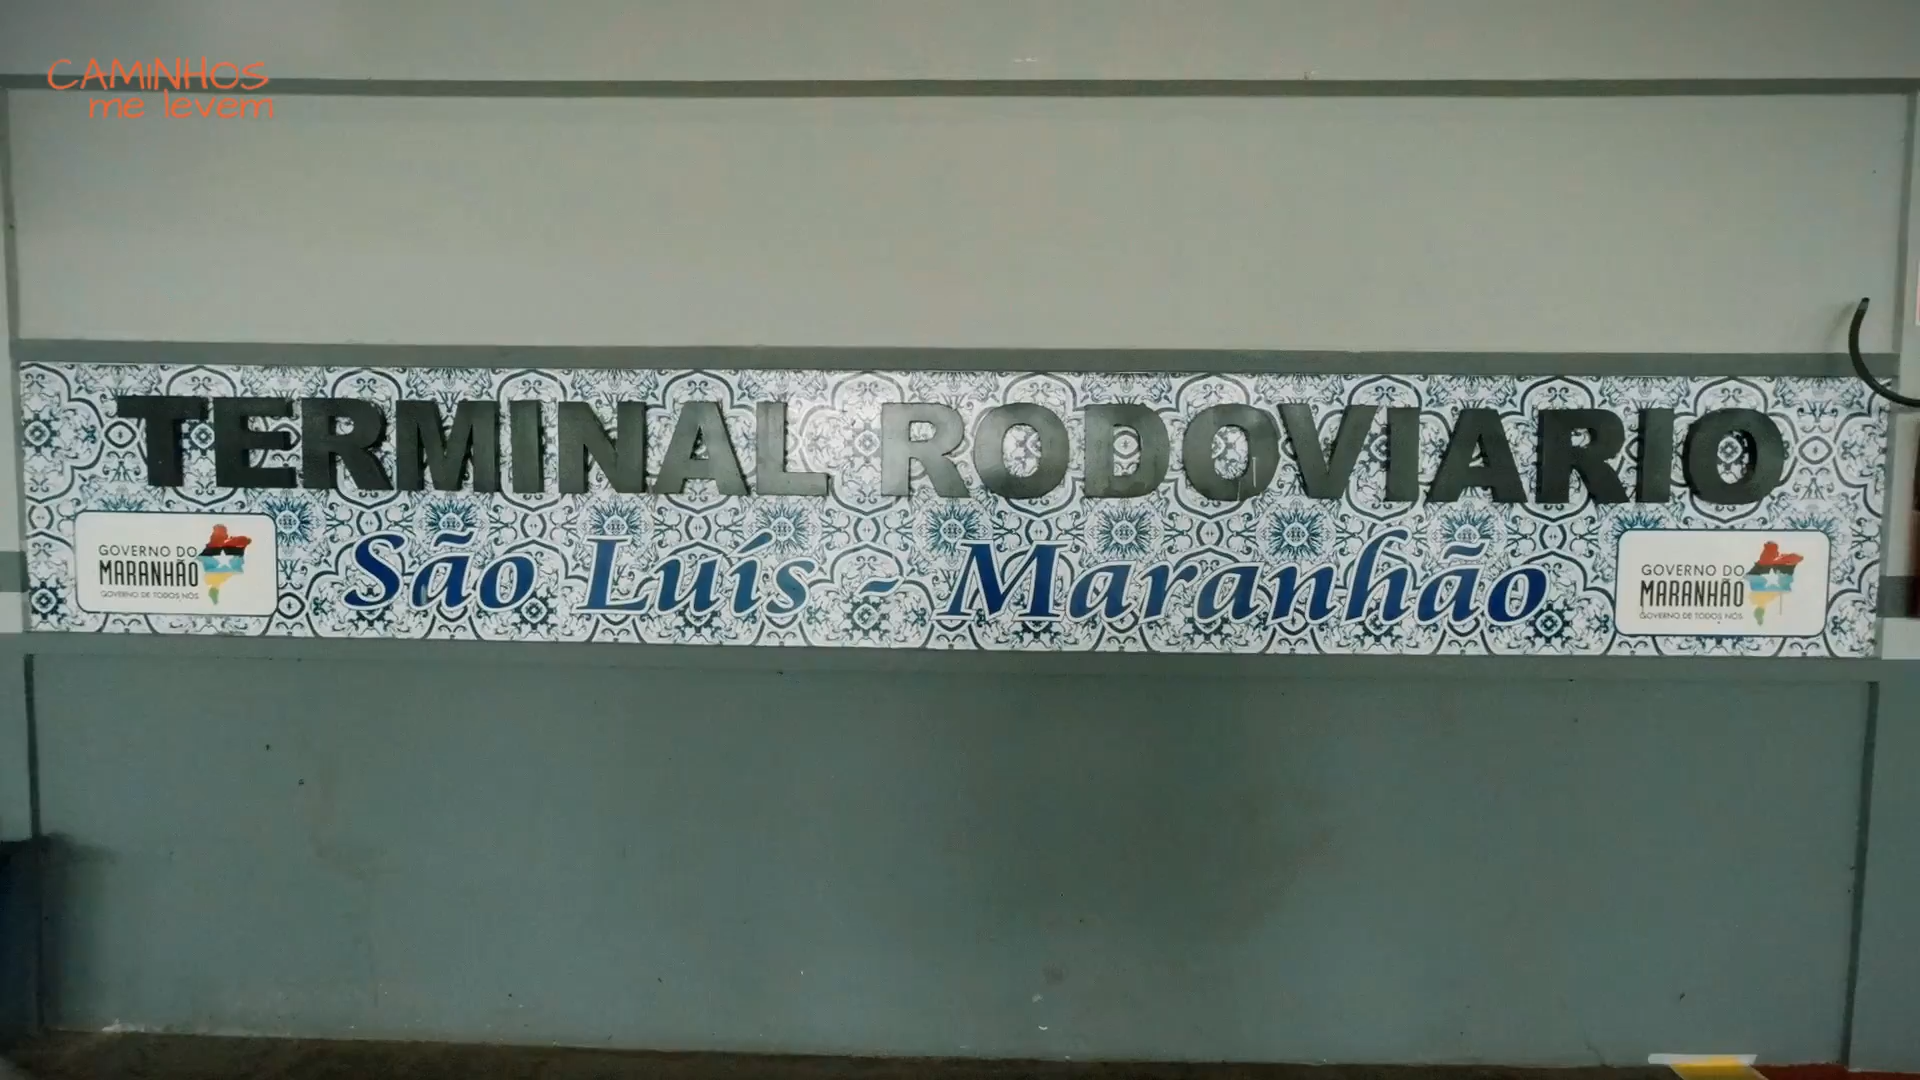 CAMINHOS
me levem
TERMINAL RODOVIARIO
São Luís - Maranhão
GOVERNO DO
MARANHÃO
GOVERNO DE TODOS NÓS
GOVERNO DO
MARANHÃO
GOVERNO DE TODOS NÓS